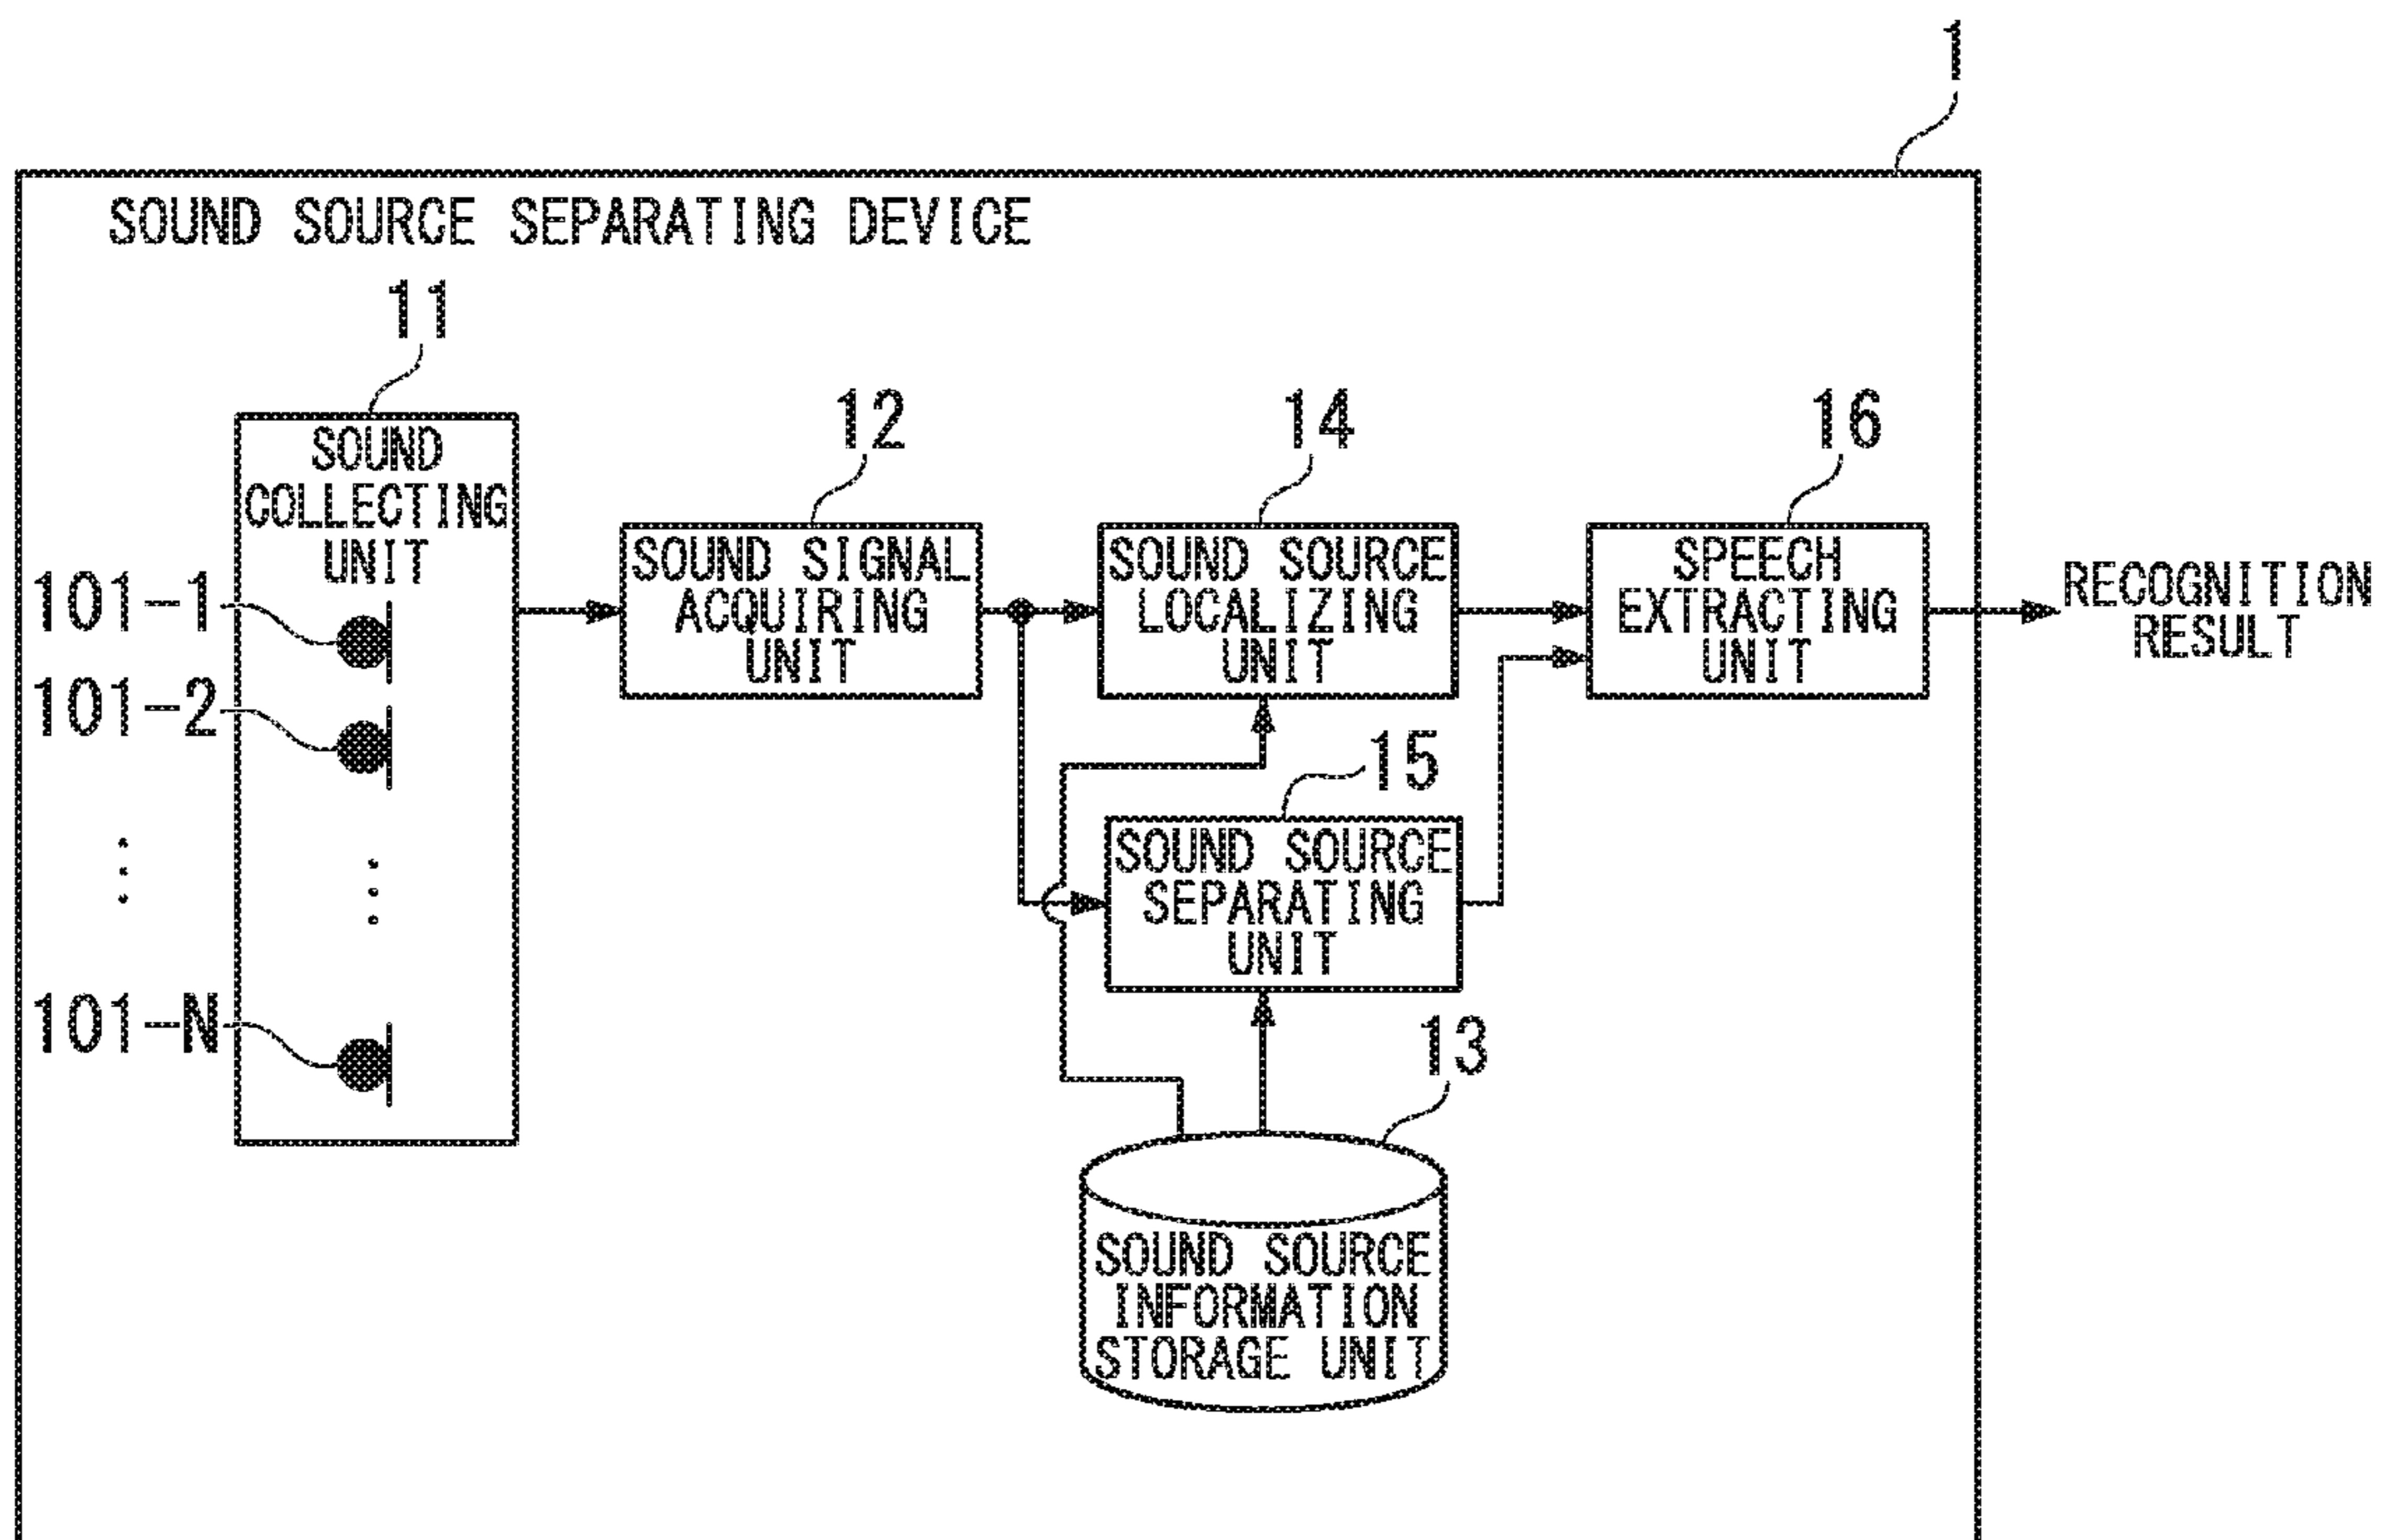 1
SOUND SOURCE SEPARATING DEVICE
11
SOUND
COLLECTING
UNIT
101-1
101-2
101-N
12
SOUND SIGNAL
ACQUIRING
UNIT
14
SOUND SOURCE
LOCALIZING
UNIT
16
SPEECH
EXTRACTING
UNIT
RECOGNITION
RESULT
15
SOUND SOURCE
SEPARATING
UNIT
13
SOUND SOURCE
INFORMATION
STORAGE UNIT